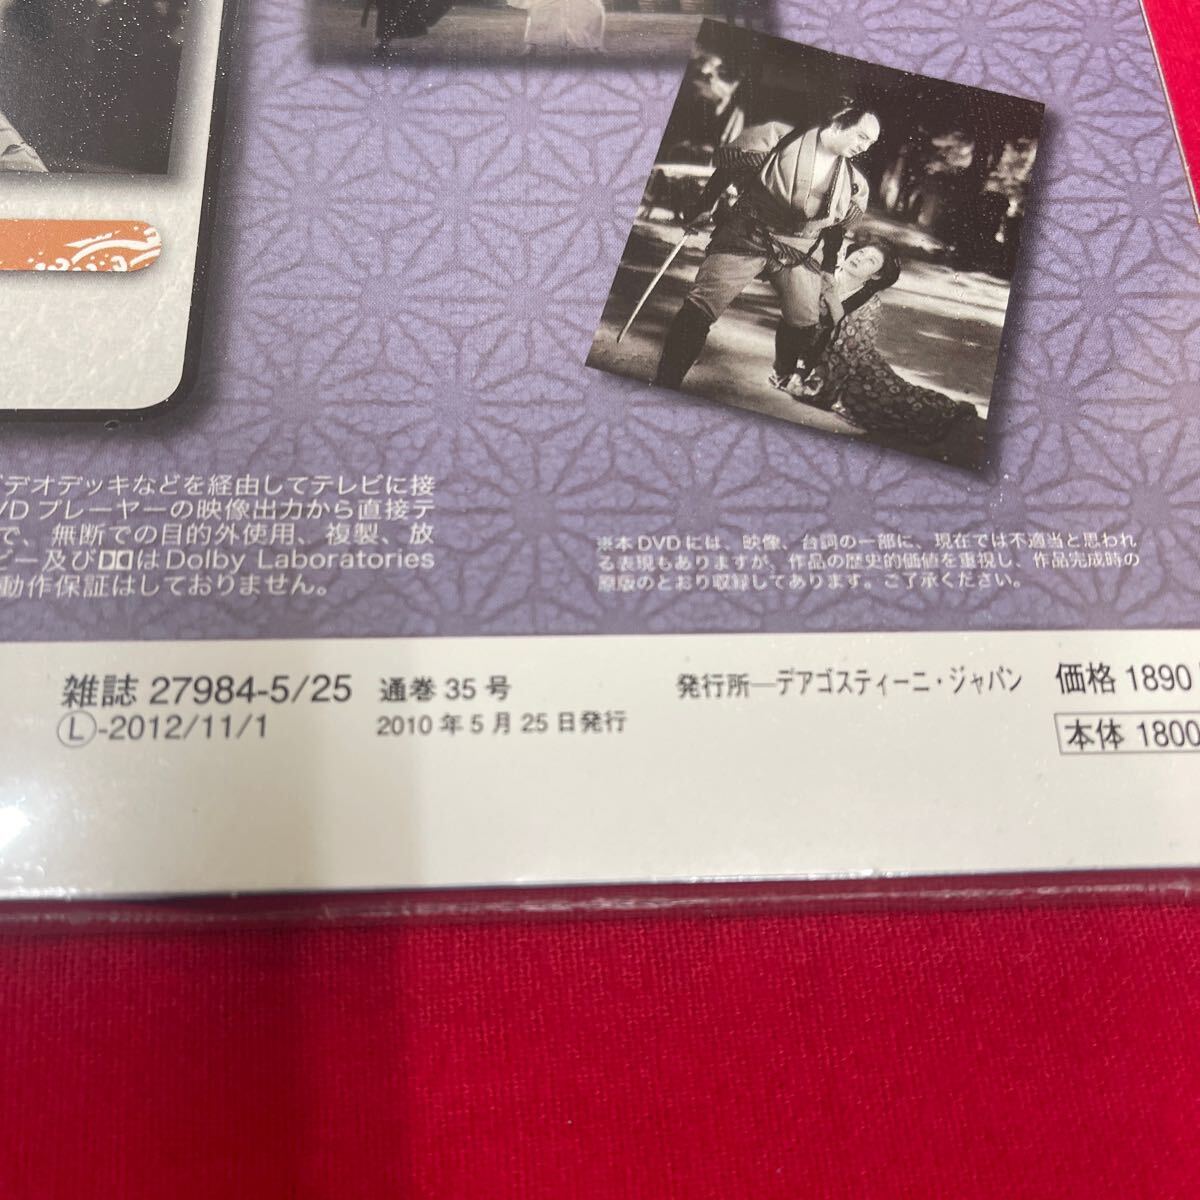 デオデッキなどを経由してテレビに接
VDプレーヤーの映像出力から直接テ
で、無断での目的外使用、複製、放
ビー及びはDolby Laboratories
動作保証はしておりません。
※本DVDには、映像、台詞の一部に、現在では不適当と思われ
る表現もありますが、作品の歴史的価値を重視し、作品完成時の
原版のとおり収録してあります。ご了承ください。
雑誌 27984-5/25
Ⓛ-2012/11/1
通巻35号
2010年5月25日発行
発行所―デアゴスティーニ・ジャパン
価格 1890
本体 1800